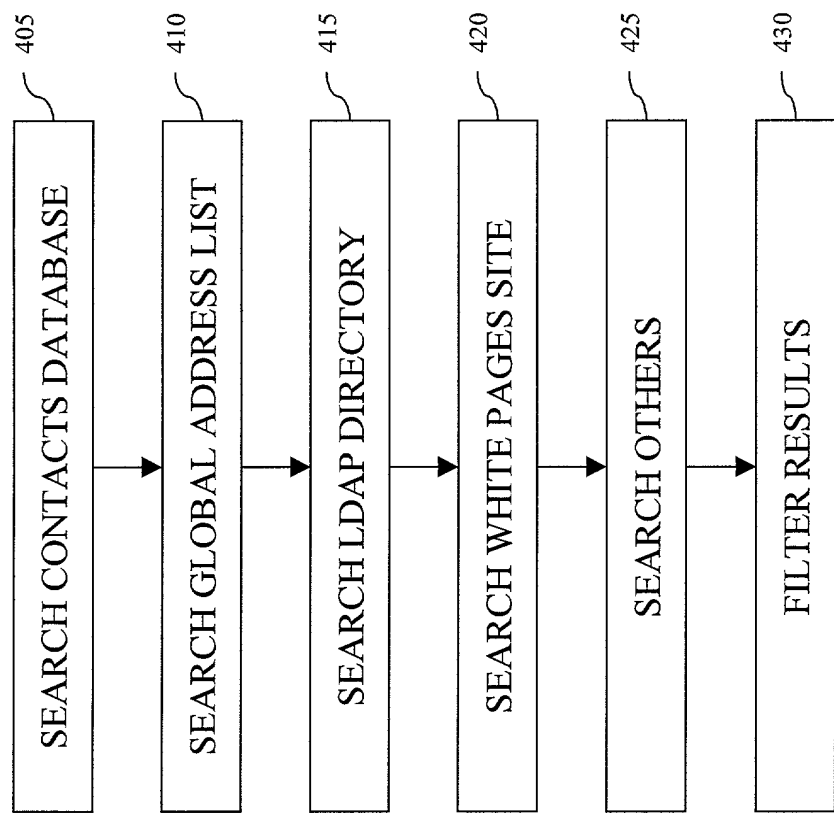 SEARCH CONTACTS DATABASE
405
SEARCH GLOBAL ADDRESS LIST
410
SEARCH LDAP DIRECTORY
415
SEARCH WHITE PAGES SITE
420
SEARCH OTHERS
425
FILTER RESULTS
430